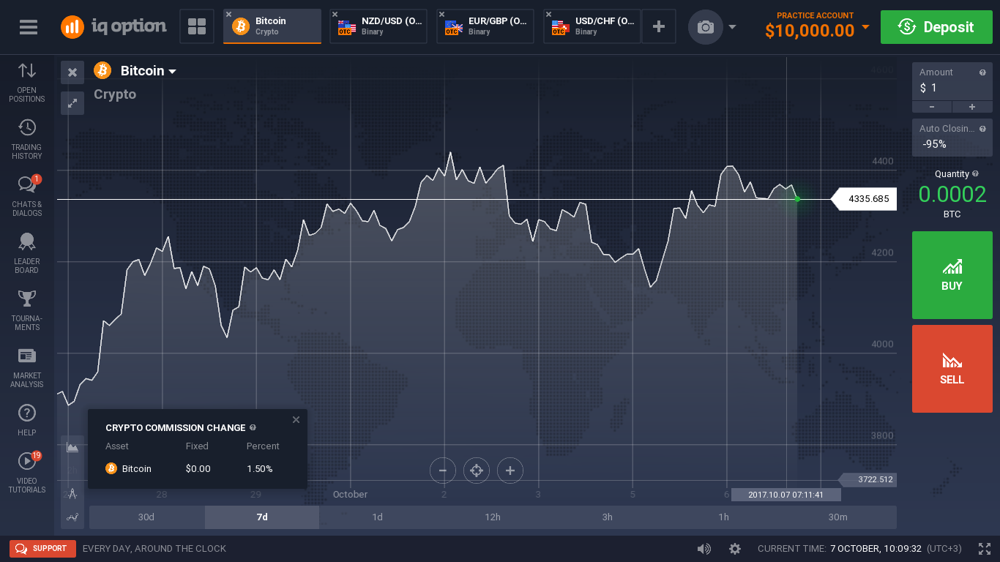 iq option
Bitcoin
Crypto
NZD/USD (O...
Binary
EUR/GBP (O...
Binary
USD/CHF (O...
Binary
OTC
OTC
OTC
PRACTICE ACCOUNT
$10,000.00
Deposit
OPEN
POSITIONS
TRADING
HISTORY
1
CHATS &
DIALOGS
LEADER
BOARD
TOURNA-
MENTS
MARKET
ANALYSIS
HELP
19
VIDEO
TUTORIALS
Bitcoin
Crypto
4600
4400
4335.685
4200
4000
3800
3722.512
CRYPTO COMMISSION CHANGE
Asset Fixed Percent
Bitcoin $0.00 1.50%
28 29 October 2 3 5 6
2017.10.07 07:11:41
30d 7d 1d 12h 3h 1h 30m
Amount
$ 1
Auto Closin...
-95%
Quantity
0.0002
BTC
BUY
SELL
SUPPORT
EVERY DAY, AROUND THE CLOCK
CURRENT TIME: 7 OCTOBER, 10:09:32 (UTC+3)